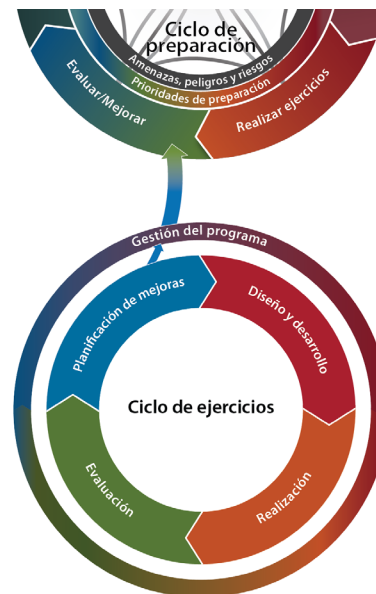 Ciclo de
preparación
Amenazas, peligros y riesgos
Prioridades de preparación
Evaluar/Mejorar
Realizar ejercicios
Gestión del programa
Planificación de mejoras
Diseño y desarrollo
Ciclo de ejercicios
Evaluación
Realización